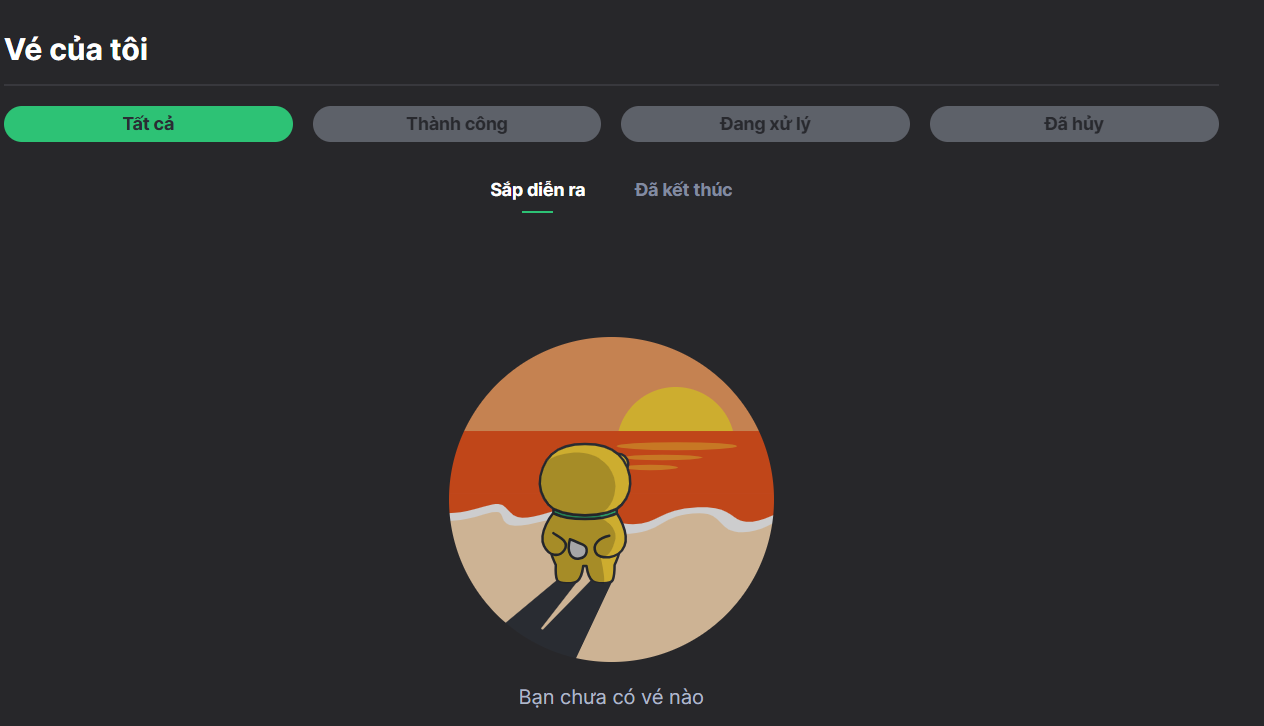 Vé của tôi
Tất cả Thành công Đang xử lý Đã hủy
Sắp diễn ra Đã kết thúc
Bạn chưa có vé nào